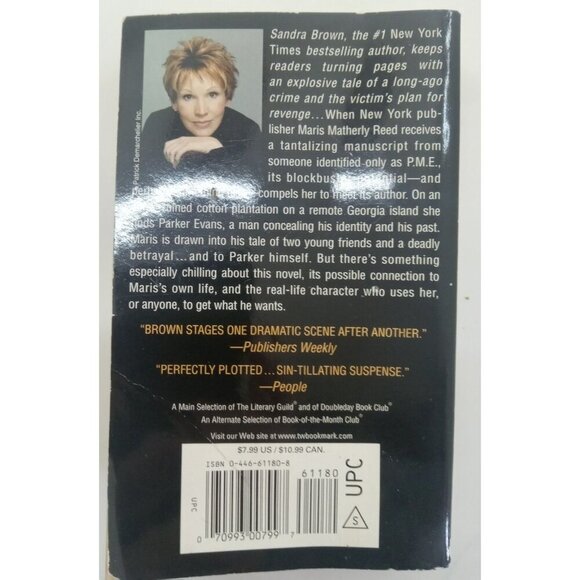 Sandra Brown, the #1 New York
Times bestselling author, keeps
readers turning pages with
an explosive tale of a long-ago
crime and the victim's plan for
revenge...When New York pub-
lisher Maris Matherly Reed receives
a tantalizing manuscript from
someone identified only as P.M.E.,
its blockbuster potential—and
compels her to meet its author. On an
cotton plantation on a remote Georgia island she
finds Parker Evans, a man concealing his identity and his past.
Maris is drawn into his tale of two young friends and a deadly
betrayal...and to Parker himself. But there's something
especially chilling about this novel, its possible connection to
Maris's own life, and the real-life character who uses her,
or anyone, to get what he wants.
Patrick Demarchelier Inc.
"BROWN STAGES ONE DRAMATIC SCENE AFTER ANOTHER."
—Publishers Weekly
"PERFECTLY PLOTTED...SIN-TILLATING SUSPENSE."
—People
A Main Selection of The Literary Guild® and of Doubleday Book Club®
An Alternate Selection of Book-of-the-Month Club®
Visit our Web site at www.twbookmark.com
$7.99 US / $10.99 CAN.
ISBN 0-446-61180-8
61180
UPC
0 70993 00799 7
S UPC